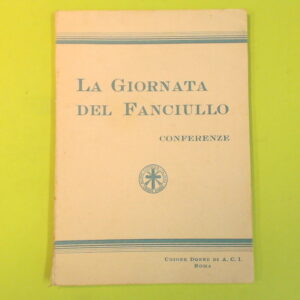 LA GIORNATA
DEL FANCIULLO
CONFERENZE
UNIONE DONNE DI A. C. I.
ROMA